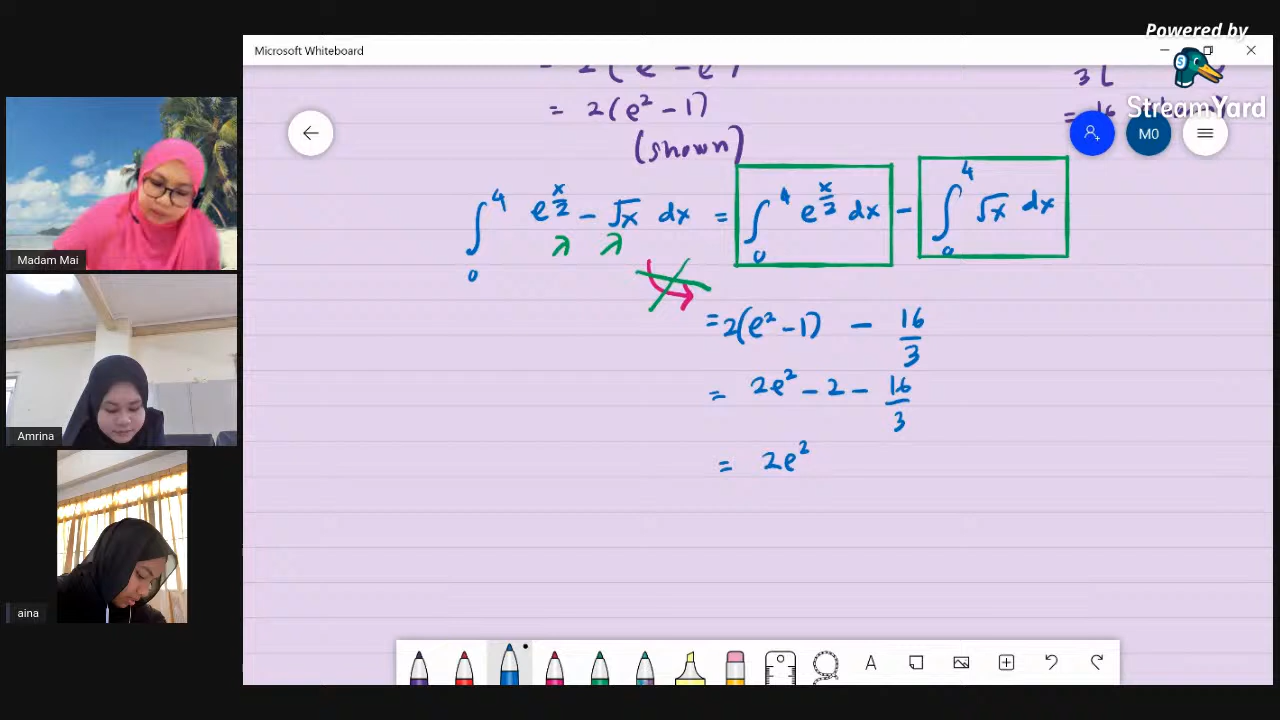 Powered by
StreamYard
Microsoft Whiteboard
= 2(e² - 1)
(shown)
∫₀⁴ e^(x/2) - √x dx = ∫₀⁴ e^(x/2) dx - ∫₀⁴ √x dx
= 2(e² - 1) - 16/3
= 2e² - 2 - 16/3
= 2e²
M0
Madam Mai
Amrina
aina
A